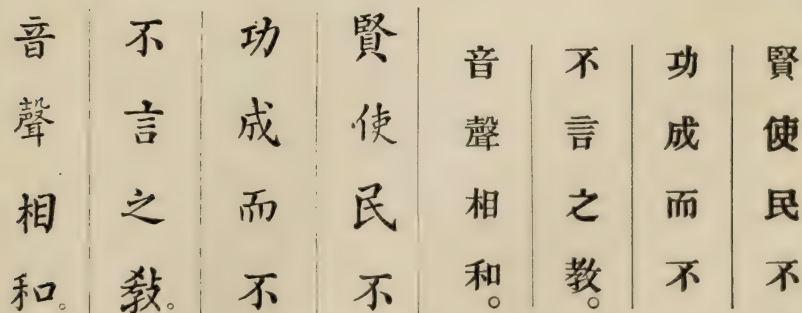 賢使民不
功成而不
不言之教。
音聲相和。
賢使民不
功成而不
不言之敎。
音聲相和。